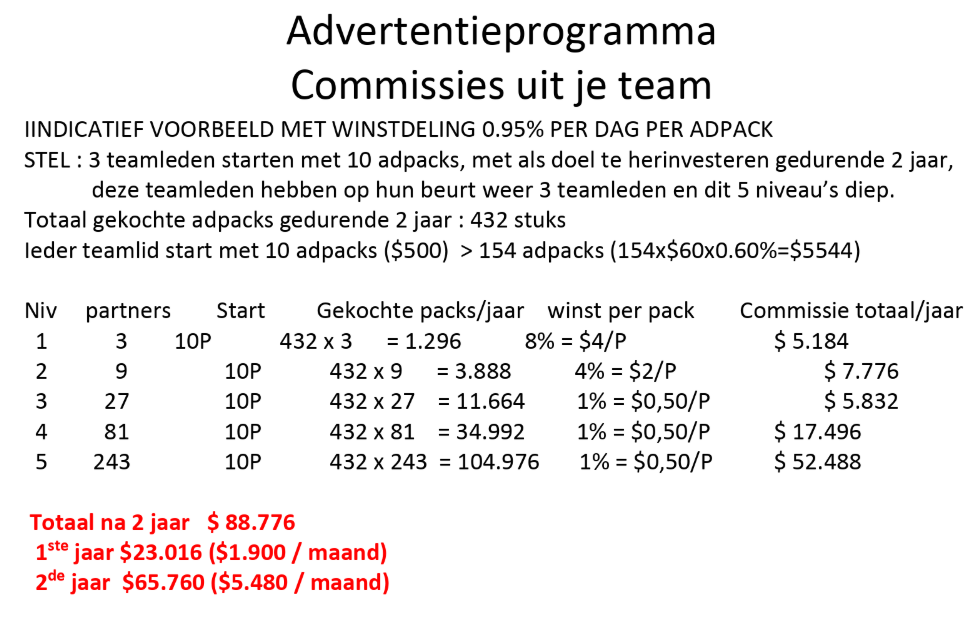 Advertentieprogramma
Commissies uit je team
IINDICATIEF VOORBEELD MET WINSTDELING 0.95% PER DAG PER ADPACK
STEL : 3 teamleden starten met 10 adpacks, met als doel te herinvesteren gedurende 2 jaar,
deze teamleden hebben op hun beurt weer 3 teamleden en dit 5 niveau’s diep.
Totaal gekochte adpacks gedurende 2 jaar : 432 stuks
Ieder teamlid start met 10 adpacks ($500) > 154 adpacks (154x$60x0.60%=$5544)
Niv partners Start Gekochte packs/jaar winst per pack Commissie totaal/jaar
1 3 10P 432 x 3 = 1.296 8% = $4/P $ 5.184
2 9 10P 432 x 9 = 3.888 4% = $2/P $ 7.776
3 27 10P 432 x 27 = 11.664 1% = $0,50/P $ 5.832
4 81 10P 432 x 81 = 34.992 1% = $0,50/P $ 17.496
5 243 10P 432 x 243 = 104.976 1% = $0,50/P $ 52.488
Totaal na 2 jaar $ 88.776
1ste jaar $23.016 ($1.900 / maand)
2de jaar $65.760 ($5.480 / maand)